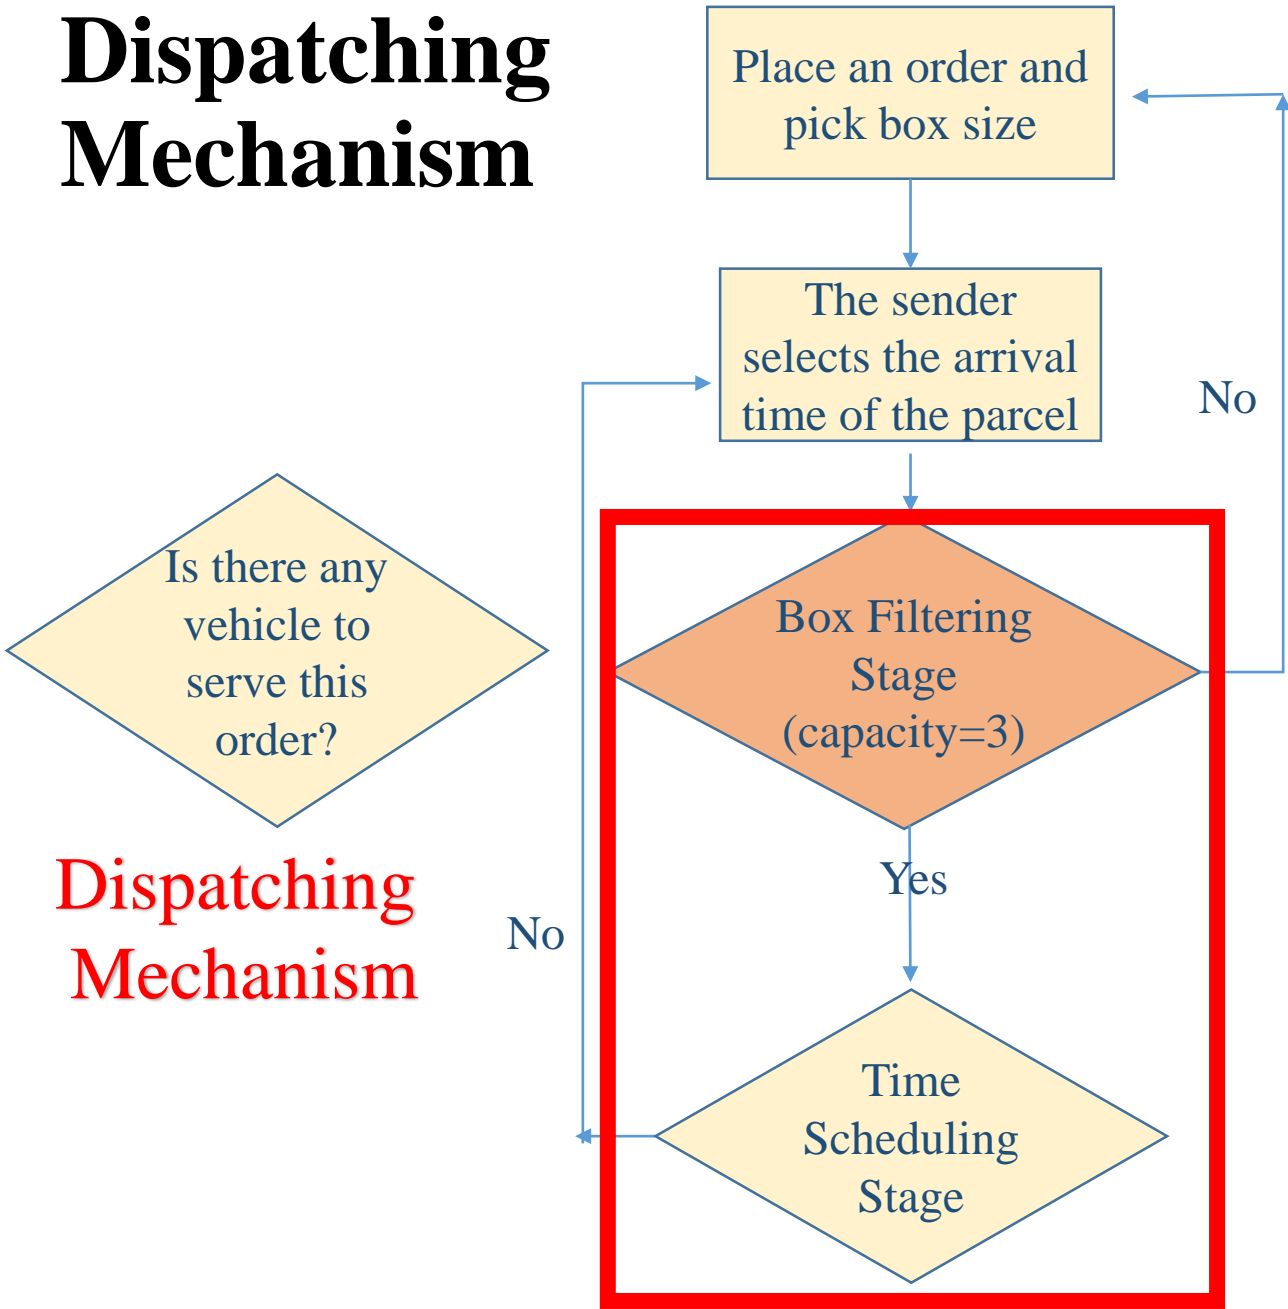 Dispatching
Mechanism
Place an order and
pick box size
The sender
selects the arrival
time of the parcel
No
Is there any
vehicle to
serve this
order?
Box Filtering
Stage
(capacity=3)
Dispatching
Mechanism
Yes
No
Time
Scheduling
Stage